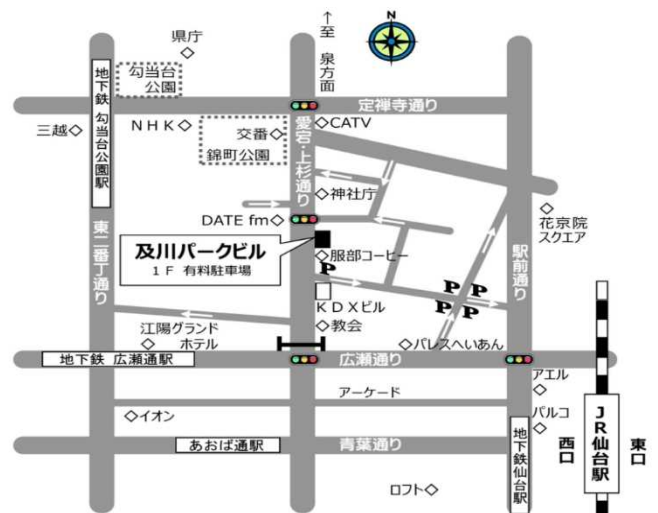 N
↑至 泉方面
県庁
勾当台
公園
地下鉄 勾当台公園駅
定禅寺通り
三越◇
NHK◇
交番◇
錦町公園
愛宕・上杉通り
◇CATV
◇神社庁
DATE fm◇
花京院
スクエア
東二番丁通り
及川パークビル
1F 有料駐車場
◇服部コーヒー
駅前通り
P
P P
P P
KDXビル
◇教会
江陽グランド
ホテル
◇パレスへいあん
地下鉄 広瀬通駅
広瀬通り
アエル
アーケード
◇イオン
パルコ
あおば通駅
青葉通り
地下鉄仙台駅
西口
JR仙台駅
東口
ロフト◇